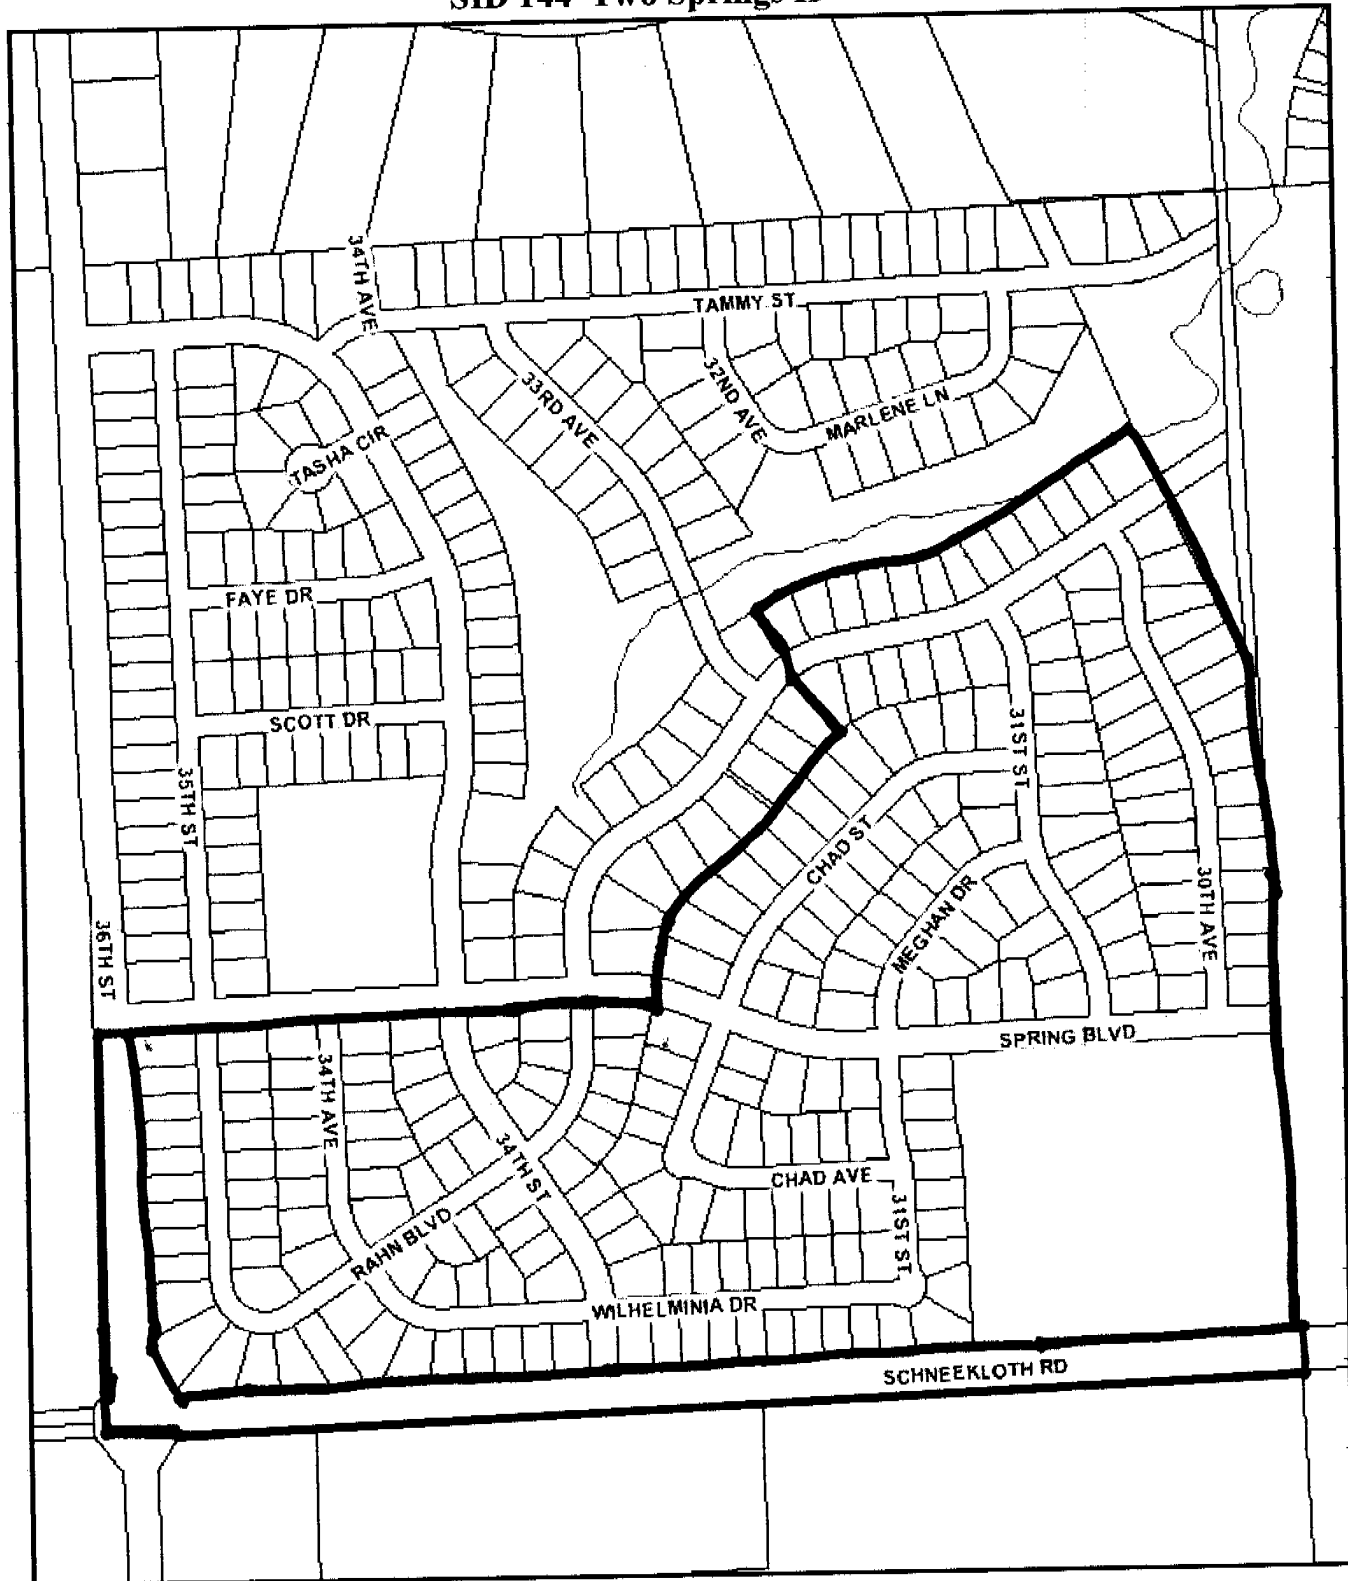 SID 144 Two Springs II
34TH AVE
TAMMY ST
33RD AVE
32ND AVE
MARLENE LN
TASHA CIR
FAYE DR
SCOTT DR
31ST ST
35TH ST
CHAD ST
MEGHAN DR
30TH AVE
36TH ST
SPRING BLVD
34TH AVE
34TH ST
CHAD AVE
31ST ST
RAHN BLVD
WILHELMINIA DR
SCHNEEKLOTH RD